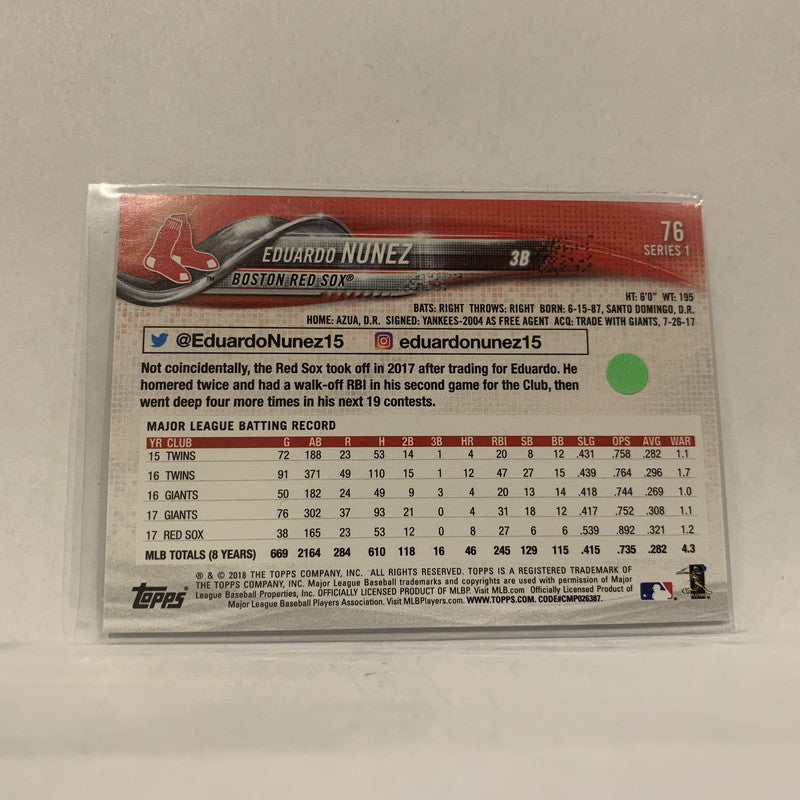 EDUARDO NUNEZ 3B
BOSTON RED SOX®
76
SERIES 1
HT: 6'0" WT: 195
BATS: RIGHT THROWS: RIGHT BORN: 6-15-87, SANTO DOMINGO, D.R.
HOME: AZUA, D.R. SIGNED: YANKEES-2004 AS FREE AGENT ACQ: TRADE WITH GIANTS, 7-26-17
@EduardoNunez15 eduardonunez15
Not coincidentally, the Red Sox took off in 2017 after trading for Eduardo. He
homered twice and had a walk-off RBI in his second game for the Club, then
went deep four more times in his next 19 contests.
MAJOR LEAGUE BATTING RECORD
YR CLUB G AB R H 2B 3B HR RBI SB BB SLG OPS AVG WAR
15 TWINS 72 188 23 53 14 1 4 20 8 12 .431 .758 .282 1.1
16 TWINS 91 371 49 110 15 1 12 47 27 15 .439 .764 .296 1.7
16 GIANTS 50 182 24 49 9 3 4 20 13 14 .418 .744 .269 1.0
17 GIANTS 76 302 37 93 21 0 4 31 18 12 .417 .752 .308 1.1
17 RED SOX 38 165 23 53 12 0 8 27 6 6 .539 .892 .321 1.2
MLB TOTALS (8 YEARS) 669 2164 284 610 118 16 46 245 129 115 .415 .735 .282 4.3
TOPPS
® & © 2018 THE TOPPS COMPANY, INC. ALL RIGHTS RESERVED. TOPPS IS A REGISTERED TRADEMARK OF
THE TOPPS COMPANY, INC. Major League Baseball trademarks and copyrights are used with permission of Major
League Baseball Properties, Inc. OFFICIALLY LICENSED PRODUCT OF MLBP. Visit MLB.com Officially Licensed Product of
Major League Baseball Players Association. Visit MLBPlayers.com. WWW.TOPPS.COM. CODE#CMP026387.